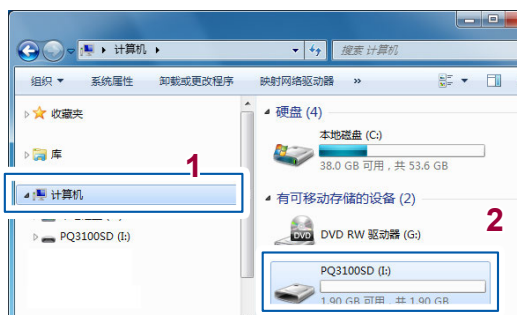 计算机
搜索 计算机
组织 系统属性 卸载或更改程序 映射网络驱动器 »
收藏夹
库
1
计算机
PQ3100SD (I:)
硬盘 (4)
本地磁盘 (C:)
38.0 GB 可用，共 53.6 GB
有可移动存储的设备 (2)
DVD
DVD RW 驱动器 (G:)
2
PQ3100SD (I:)
1.90 GB 可用，共 1.90 GB